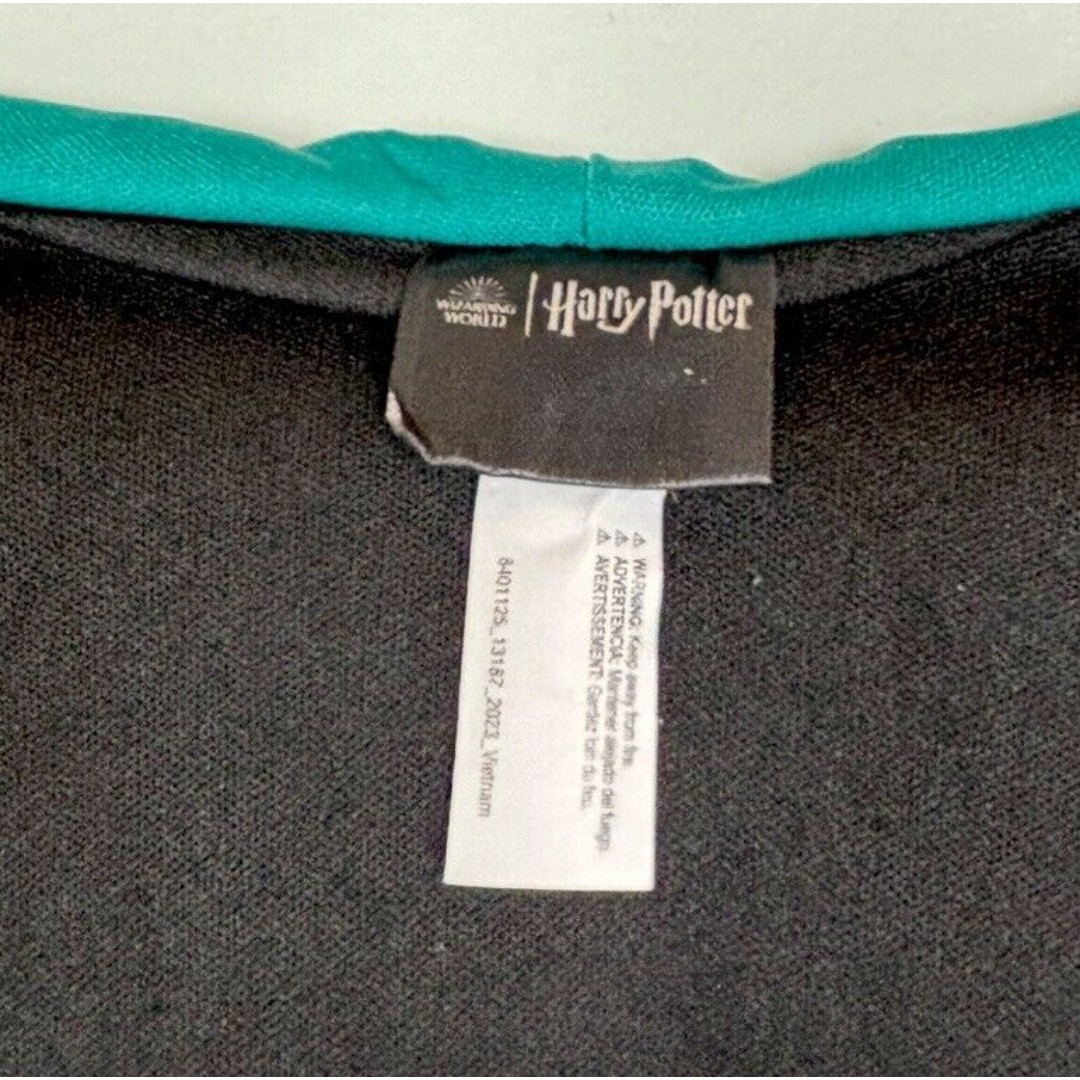 WIZARDING
WORLD
Harry Potter
⚠ WARNING: Keep away from fire.
⚠ ADVERTENCIA: Mantener alejado del fuego.
⚠ AVERTISSEMENT: Gardez loin du feu.
8401125_13187_2023_Vietnam